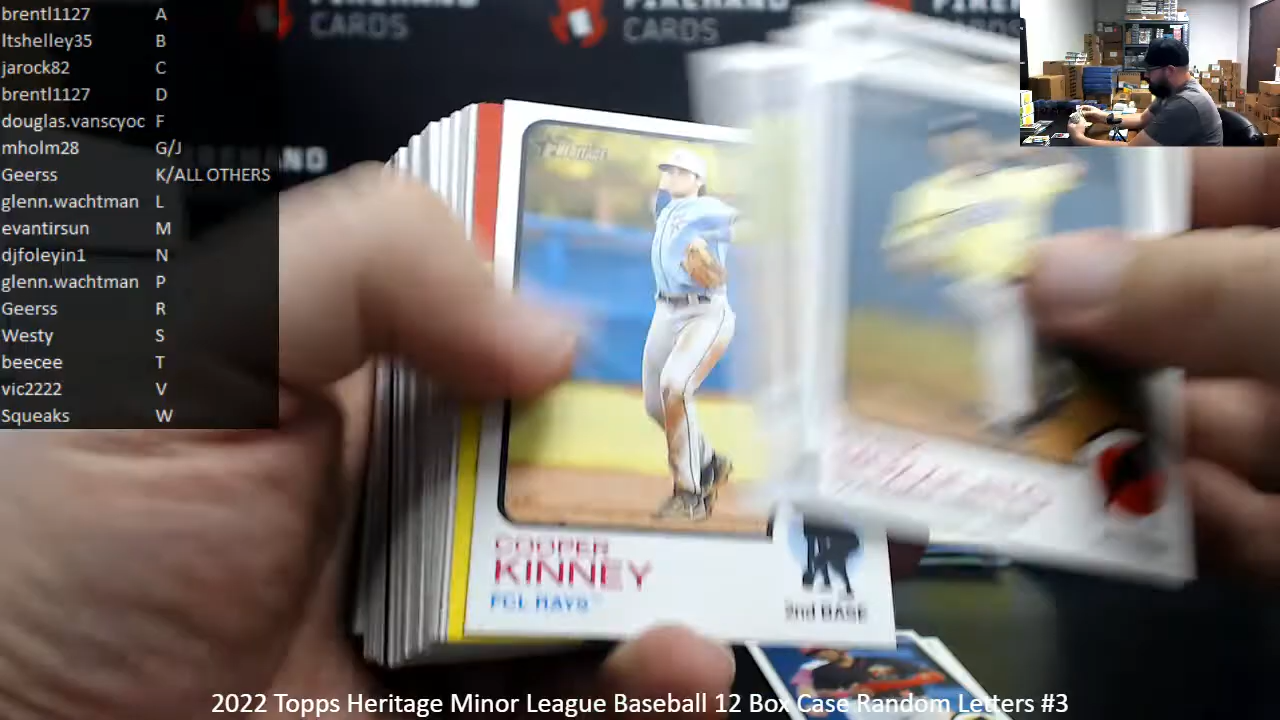 brentl1127 A
ltshelley35 B
jarock82 C
brentl1127 D
douglas.vanscyoc F
mholm28 G/J
Geerss K/ALL OTHERS
glenn.wachtman L
evantirsun M
djfoleyin1 N
glenn.wachtman P
Geerss R
Westy S
beecee T
vic2222 V
Squeaks W
FIREHAND
CARDS
FIREHAND
CARDS
Heritage
COOPER
KINNEY
FCL RAYS
2nd BASE
2022 Topps Heritage Minor League Baseball 12 Box Case Random Letters #3